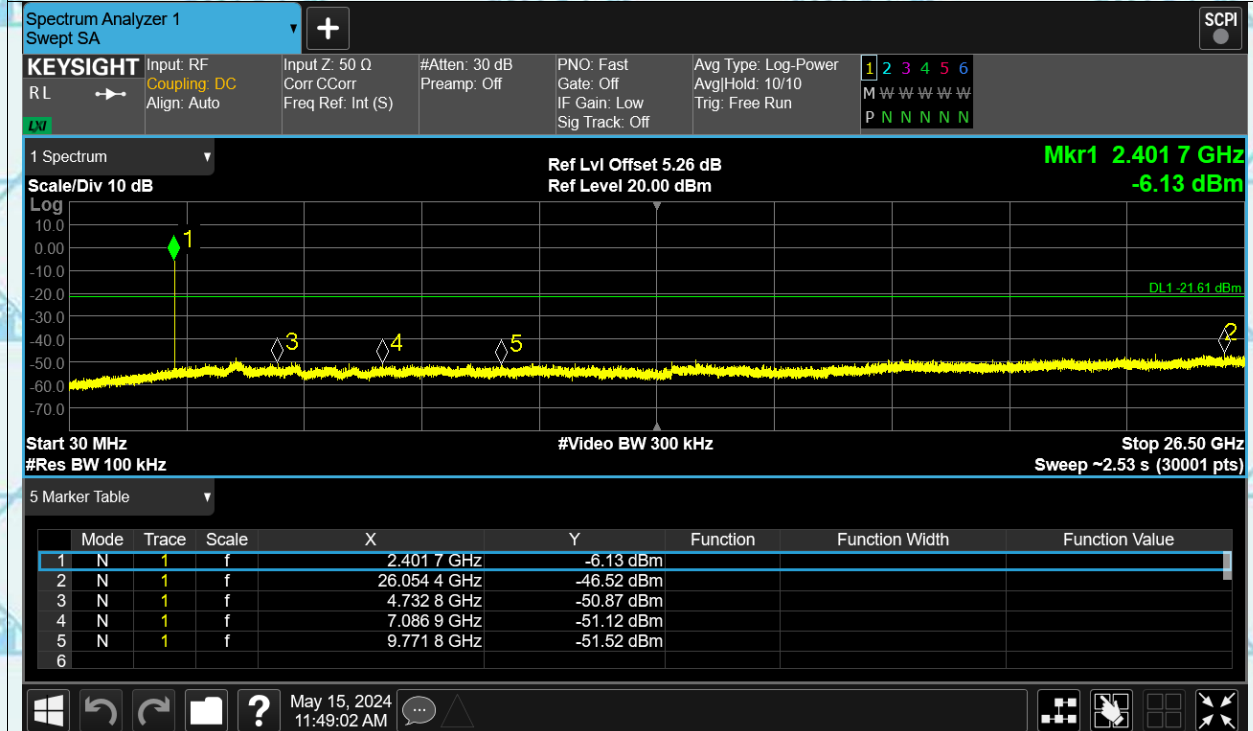 Spectrum Analyzer 1
Swept SA
SCPI
KEYSIGHT
RL
LXI
Input: RF
Coupling: DC
Align: Auto
Input Z: 50 Ω
Corr CCorr
Freq Ref: Int (S)
#Atten: 30 dB
Preamp: Off
PNO: Fast
Gate: Off
IF Gain: Low
Sig Track: Off
Avg Type: Log-Power
Avg|Hold: 10/10
Trig: Free Run
1 2 3 4 5 6
M W W W W W
P N N N N N
1 Spectrum
Scale/Div 10 dB
Ref Lvl Offset 5.26 dB
Ref Level 20.00 dBm
Mkr1 2.401 7 GHz
-6.13 dBm
Log
10.0
0.00
-10.0
-20.0
-30.0
-40.0
-50.0
-60.0
-70.0
1
3
4
5
2
DL1 -21.61 dBm
Start 30 MHz
#Video BW 300 kHz
Stop 26.50 GHz
#Res BW 100 kHz
Sweep ~2.53 s (30001 pts)
5 Marker Table
Mode Trace Scale X Y Function Function Width Function Value
1 N 1 f 2.401 7 GHz -6.13 dBm
2 N 1 f 26.054 4 GHz -46.52 dBm
3 N 1 f 4.732 8 GHz -50.87 dBm
4 N 1 f 7.086 9 GHz -51.12 dBm
5 N 1 f 9.771 8 GHz -51.52 dBm
6
?
May 15, 2024
11:49:02 AM